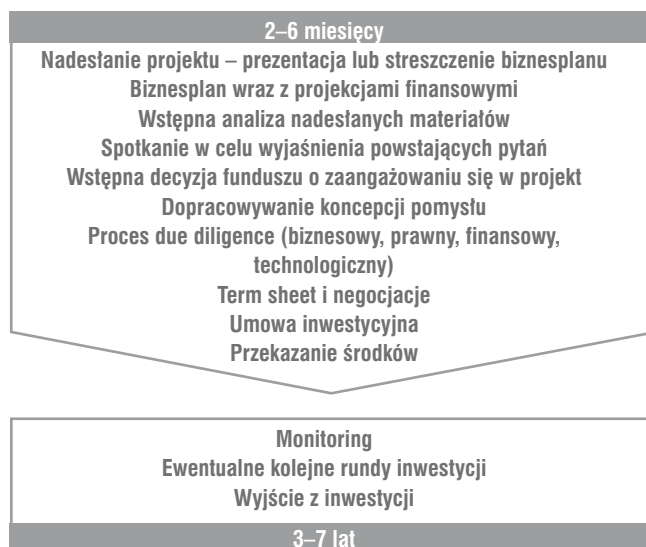 2–6 miesięcy
Nadesłanie projektu – prezentacja lub streszczenie biznesplanu
Biznesplan wraz z projekcjami finansowymi
Wstępna analiza nadesłanych materiałów
Spotkanie w celu wyjaśnienia powstających pytań
Wstępna decyzja funduszu o zaangażowaniu się w projekt
Dopracowywanie koncepcji pomysłu
Proces due diligence (biznesowy, prawny, finansowy,
technologiczny)
Term sheet i negocjacje
Umowa inwestycyjna
Przekazanie środków
Monitoring
Ewentualne kolejne rundy inwestycji
Wyjście z inwestycji
3–7 lat